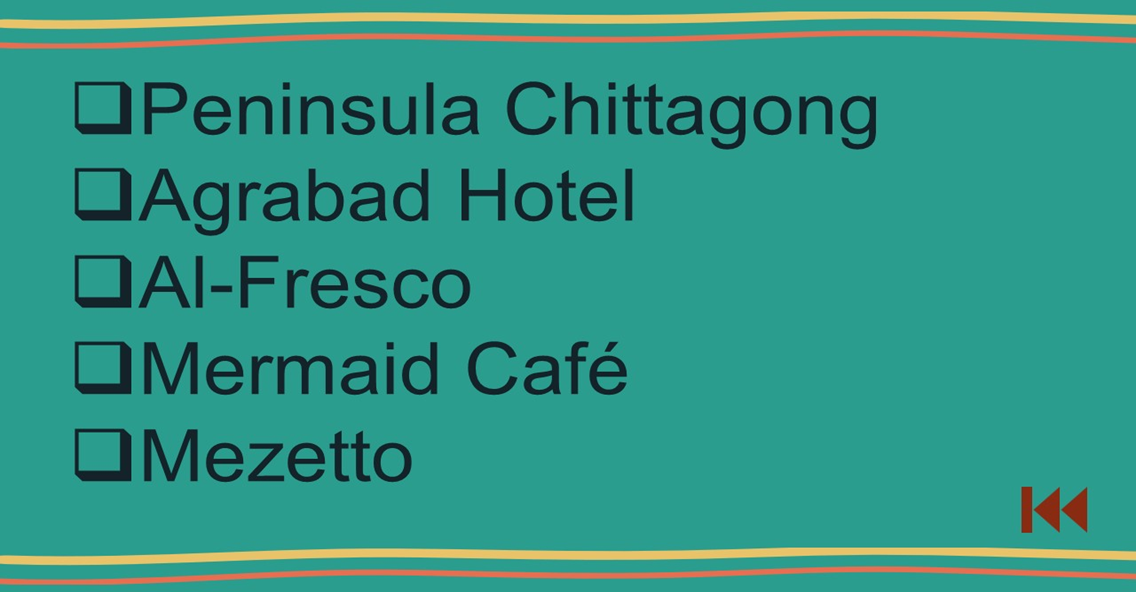 ❑Peninsula Chittagong
❑Agrabad Hotel
❑Al-Fresco
❑Mermaid Café
❑Mezetto